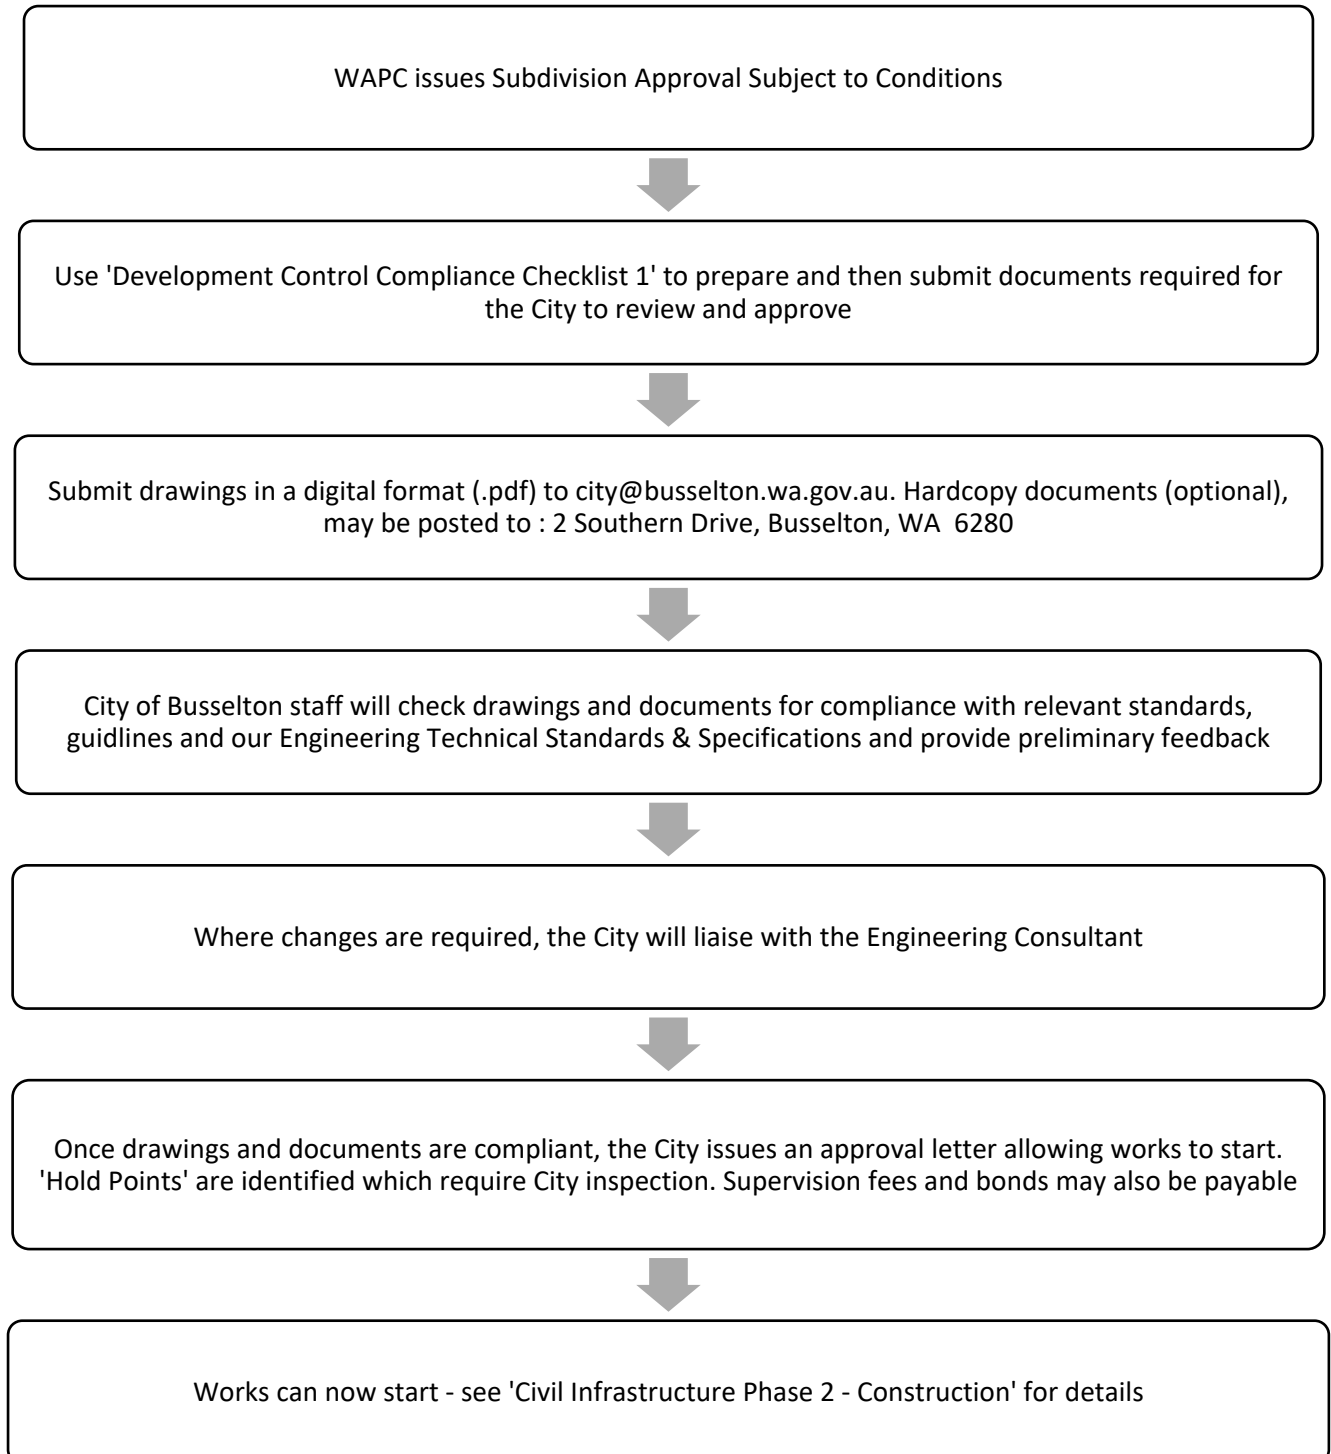 WAPC issues Subdivision Approval Subject to Conditions
Use 'Development Control Compliance Checklist 1' to prepare and then submit documents required for
the City to review and approve
Submit drawings in a digital format (.pdf) to city@busselton.wa.gov.au. Hardcopy documents (optional),
may be posted to : 2 Southern Drive, Busselton, WA  6280
City of Busselton staff will check drawings and documents for compliance with relevant standards,
guidlines and our Engineering Technical Standards & Specifications and provide preliminary feedback
Where changes are required, the City will liaise with the Engineering Consultant
Once drawings and documents are compliant, the City issues an approval letter allowing works to start.
'Hold Points' are identified which require City inspection. Supervision fees and bonds may also be payable
Works can now start - see 'Civil Infrastructure Phase 2 - Construction' for details